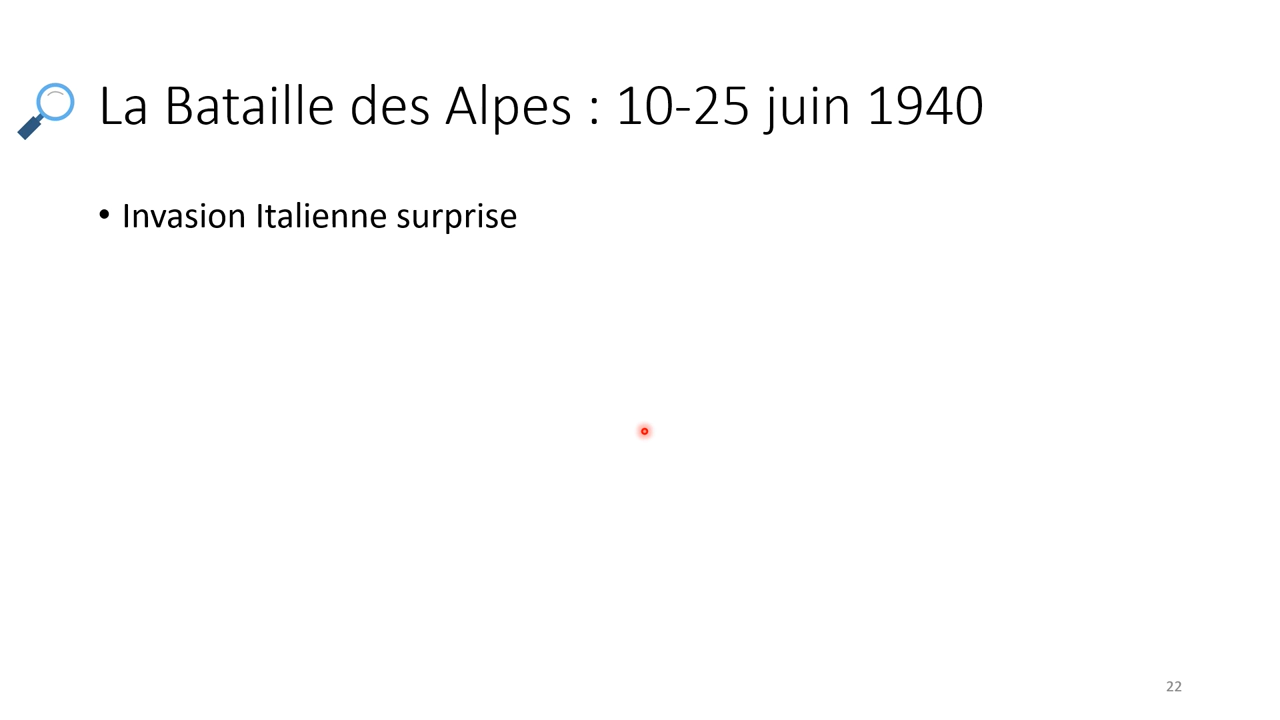 La Bataille des Alpes : 10-25 juin 1940
• Invasion Italienne surprise
22